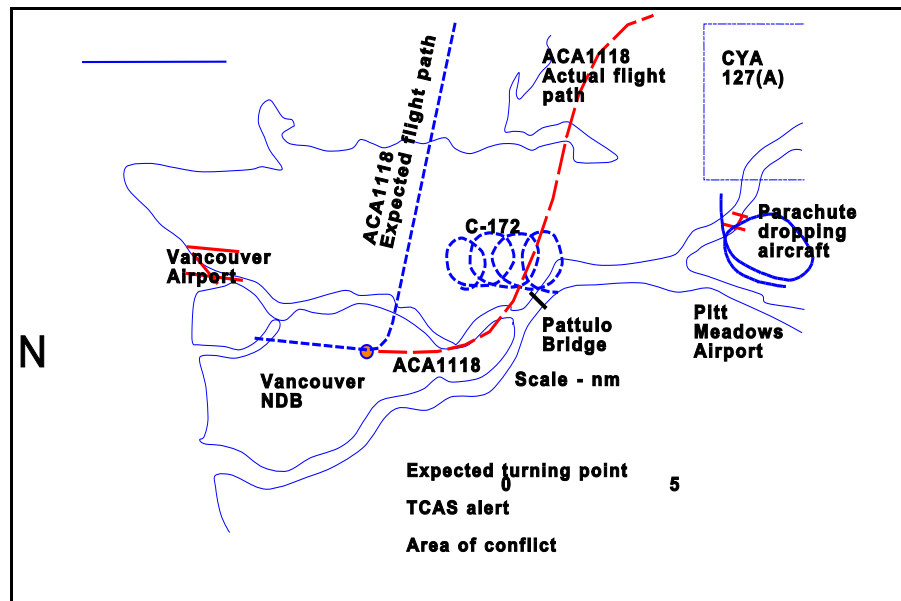 ACA1118
Actual flight
path
CYA
127(A)
ACA1118
Expected flight path
C-172
Parachute
dropping
aircraft
Vancouver
Airport
Pattulo
Bridge
Pitt
Meadows
Airport
N
ACA1118
Vancouver
NDB
Scale - nm
Expected turning point
0 5
TCAS alert
Area of conflict